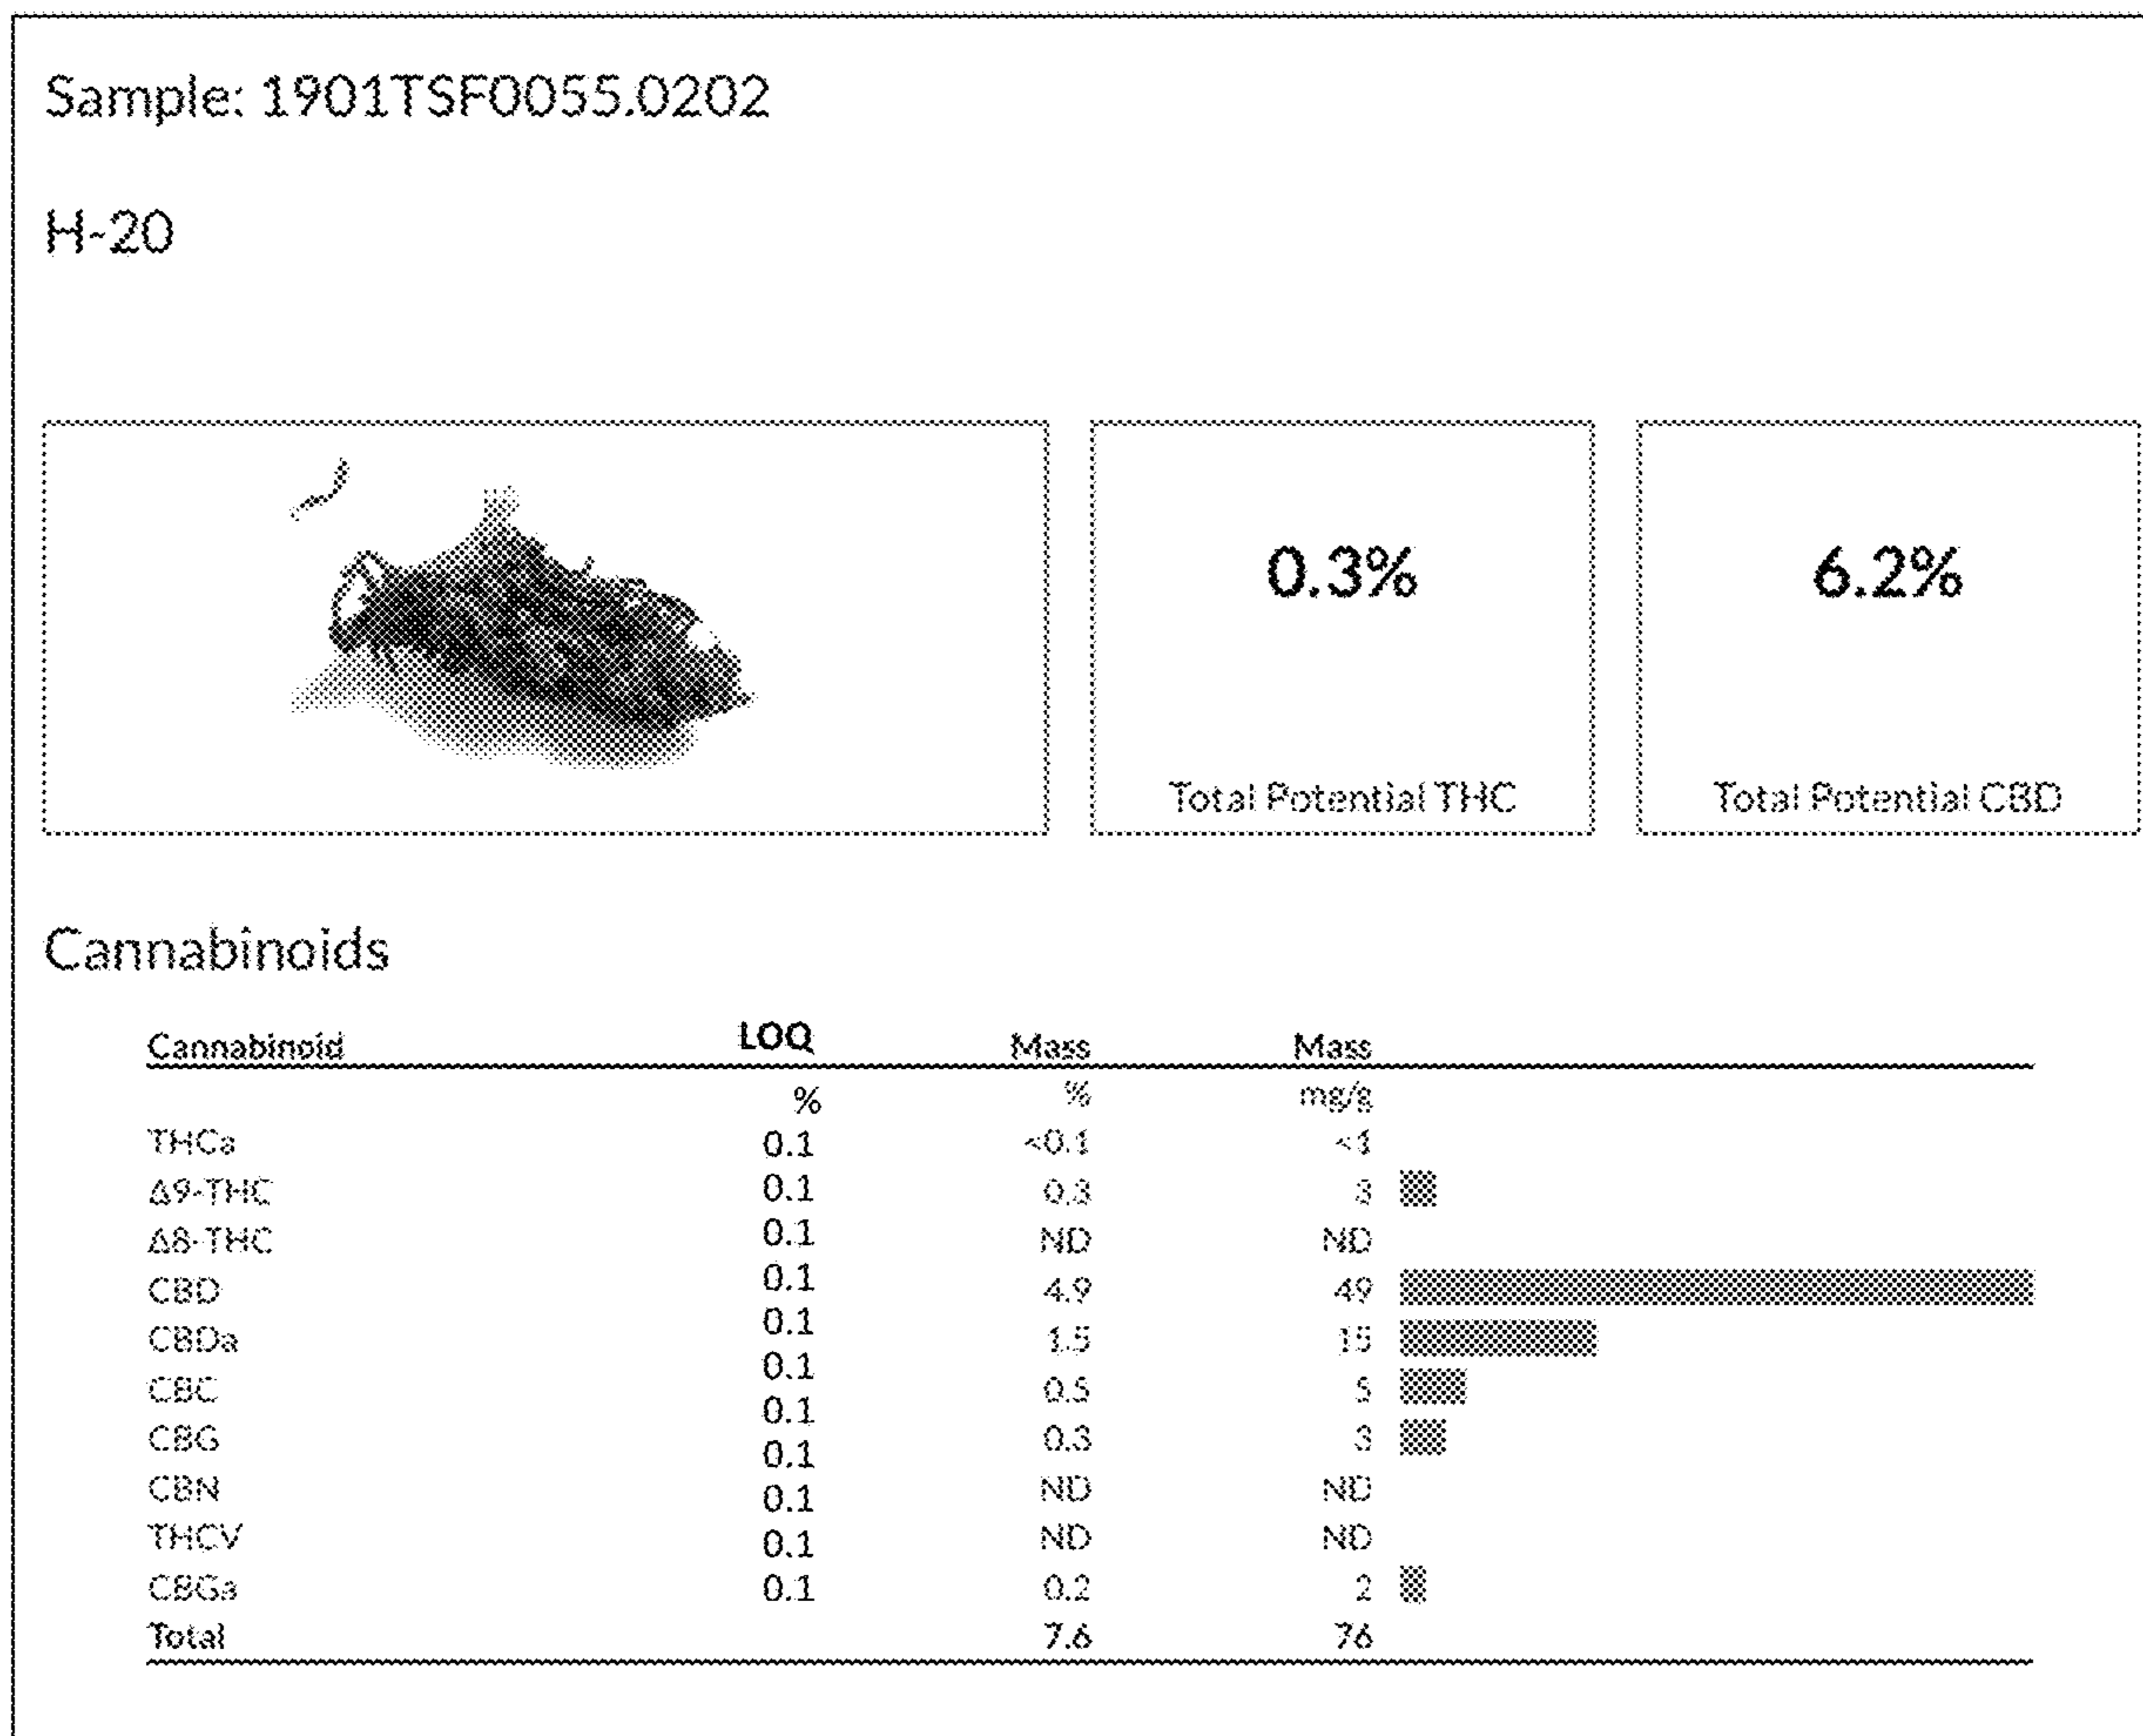 Sample: 1901TSF0055.0202
H-20
0.3%
Total Potential THC
6.2%
Total Potential CBD
Cannabinoids
Cannabinoid LOQ Mass Mass
% % mg/g
THCa 0.1 <0.1 <1
Δ9-THC 0.1 0.3 3
Δ8-THC 0.1 ND ND
CBD 0.1 4.9 49
CBDa 0.1 1.5 15
CBC 0.1 0.5 5
CBG 0.1 0.3 3
CBN 0.1 ND ND
THCV 0.1 ND ND
CBGa 0.1 0.2 2
0.1
Total 7.6 76